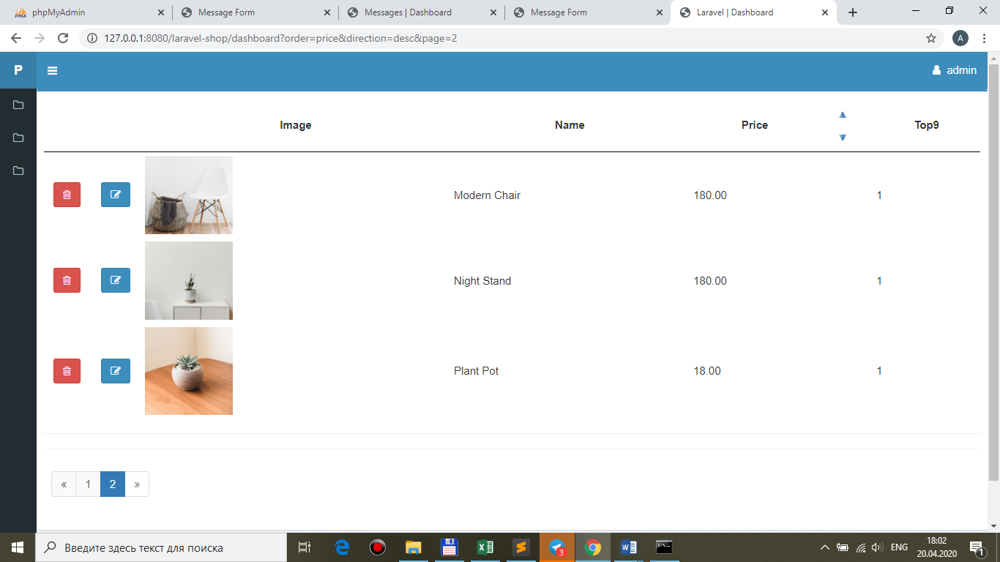 phpMyAdmin
Message Form
Messages | Dashboard
Message Form
Laravel | Dashboard
127.0.0.1:8080/laravel-shop/dashboard?order=price&direction=desc&page=2
A
P
admin
Image Name Price Top9
Modern Chair 180.00 1
Night Stand 180.00 1
Plant Pot 18.00 1
« 1 2 »
Введите здесь текст для поиска
3
ENG
18:02
20.04.2020
1